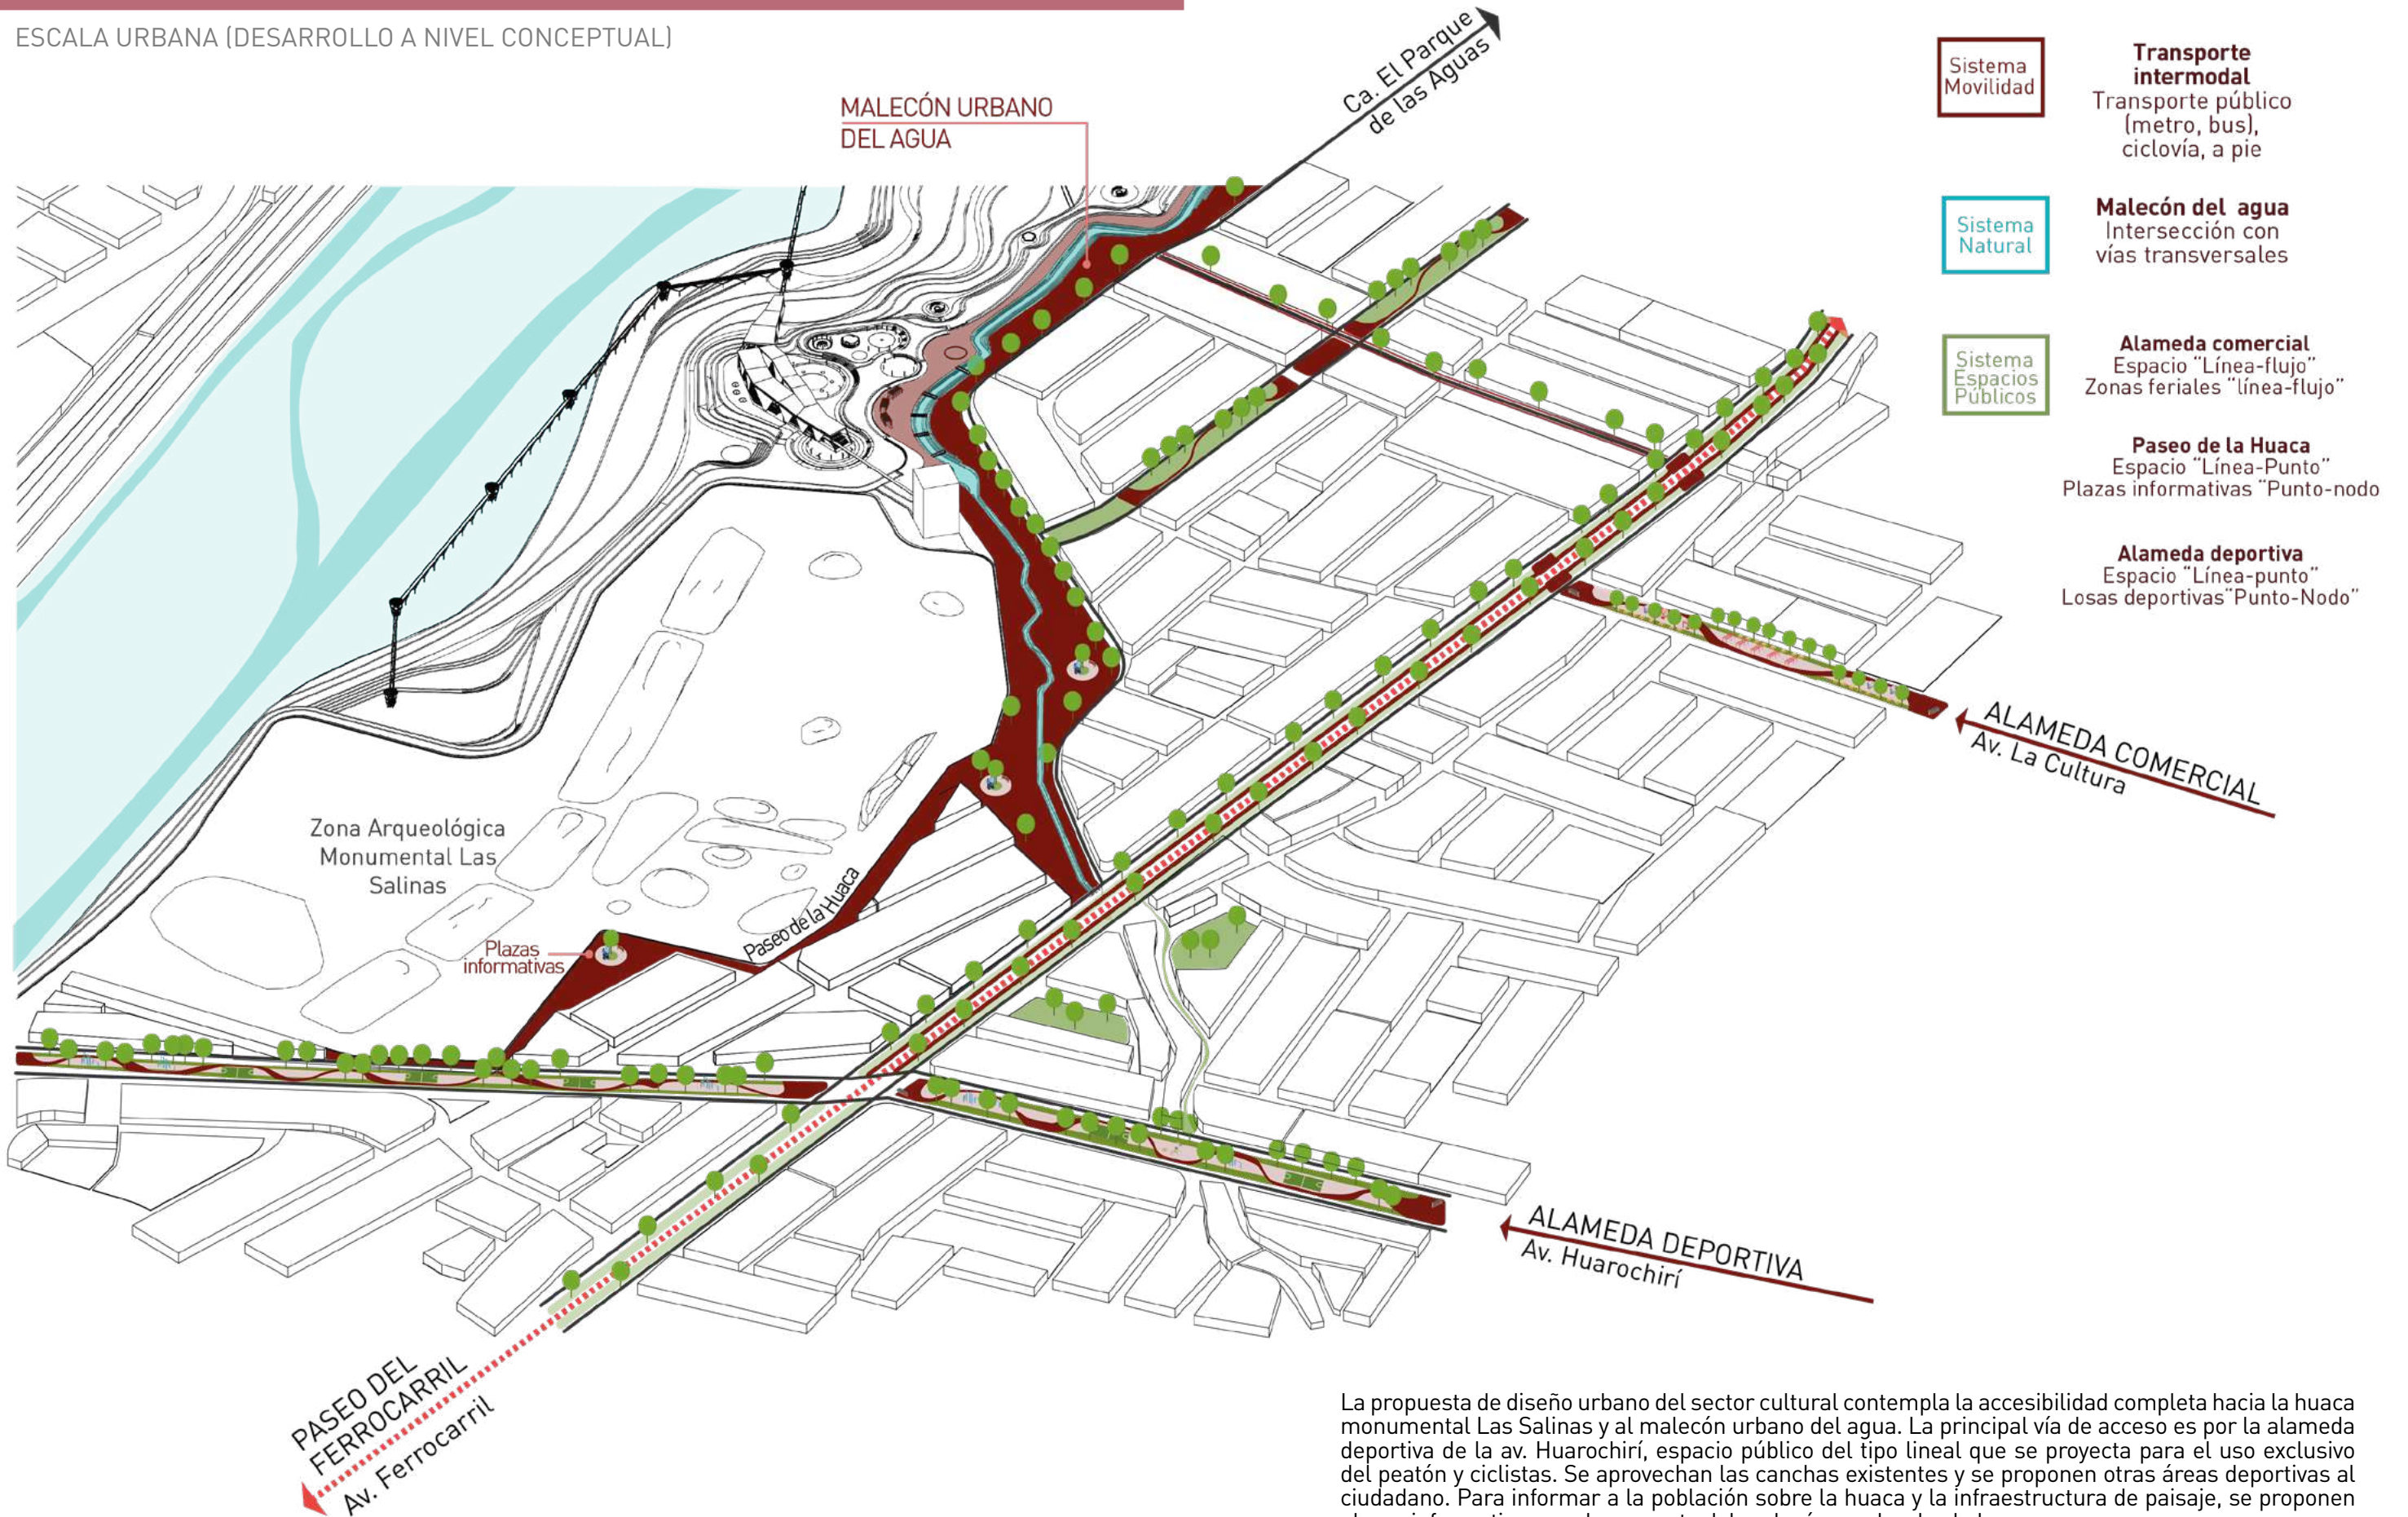 ESCALA URBANA (DESARROLLO A NIVEL CONCEPTUAL)
MALECÓN URBANO
DEL AGUA
Ca. El Parque
de las Aguas
Sistema
Movilidad
Transporte
intermodal
Transporte público
(metro, bus),
ciclovía, a pie
Sistema
Natural
Malecón del agua
Intersección con
vías transversales
Sistema
Espacios
Públicos
Alameda comercial
Espacio "Línea-flujo"
Zonas feriales "línea-flujo"
Paseo de la Huaca
Espacio "Línea-Punto"
Plazas informativas "Punto-nodo
Alameda deportiva
Espacio "Línea-punto"
Losas deportivas"Punto-Nodo"
ALAMEDA COMERCIAL
Av. La Cultura
Zona Arqueológica
Monumental Las
Salinas
Plazas
informativas
Paseo de la Huaca
ALAMEDA DEPORTIVA
Av. Huarochirí
PASEO DEL
FERROCARRIL
Av. Ferrocarril
La propuesta de diseño urbano del sector cultural contempla la accesibilidad completa hacia la huaca
monumental Las Salinas y al malecón urbano del agua. La principal vía de acceso es por la alameda
deportiva de la av. Huarochirí, espacio público del tipo lineal que se proyecta para el uso exclusivo
del peatón y ciclistas. Se aprovechan las canchas existentes y se proponen otras áreas deportivas al
ciudadano. Para informar a la población sobre la huaca y la infraestructura de paisaje, se proponen